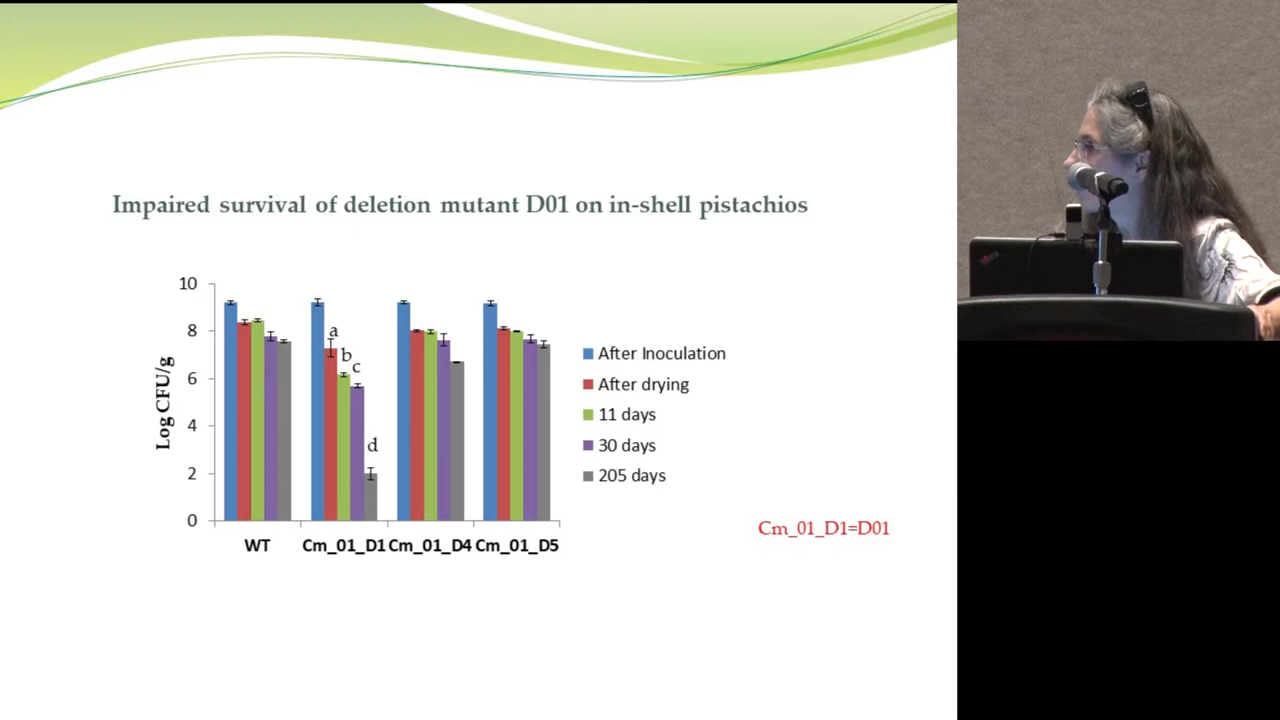 Impaired survival of deletion mutant D01 on in-shell pistachios
Log CFU/g
10
8
6
4
2
0
a
b
c
d
WT
Cm_01_D1
Cm_01_D4
Cm_01_D5
After Inoculation
After drying
11 days
30 days
205 days
Cm_01_D1=D01